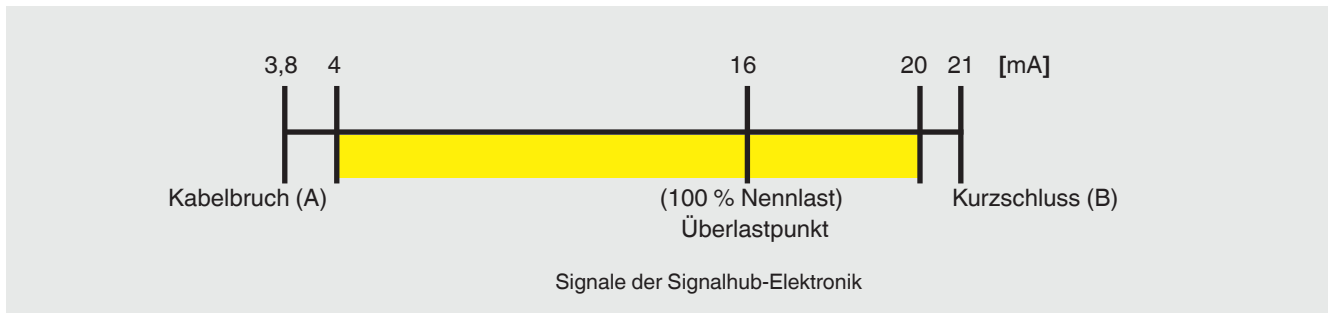 3,8 4 16 20 21 [mA]
Kabelbruch (A) (100 % Nennlast) Kurzschluss (B)
Überlastpunkt
Signale der Signalhub-Elektronik